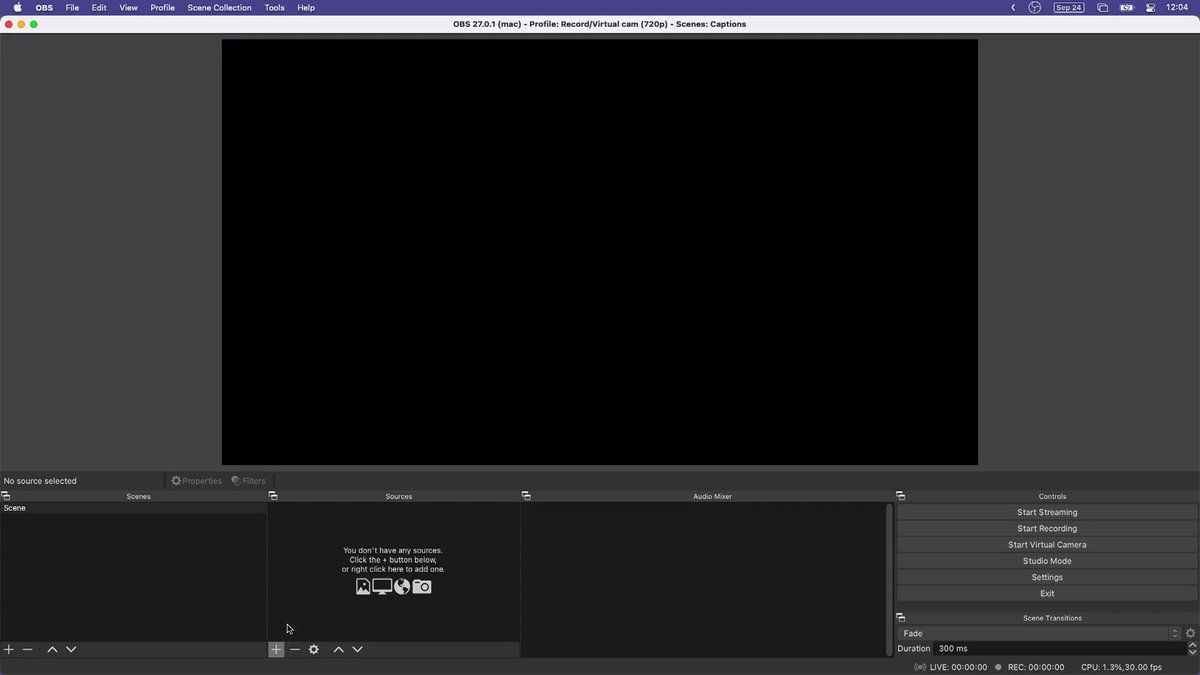 OBS File Edit View Profile Scene Collection Tools Help Sep 24 12:04
OBS 27.0.1 (mac) - Profile: Record/Virtual cam (720p) - Scenes: Captions
No source selected Properties Filters
Scenes Sources Audio Mixer Controls
Scene
You don't have any sources.
Click the + button below,
or right click here to add one.
Start Streaming
Start Recording
Start Virtual Camera
Studio Mode
Settings
Exit
Scene Transitions
Fade
Duration 300 ms
LIVE: 00:00:00 REC: 00:00:00 CPU: 1.3%,30.00 fps